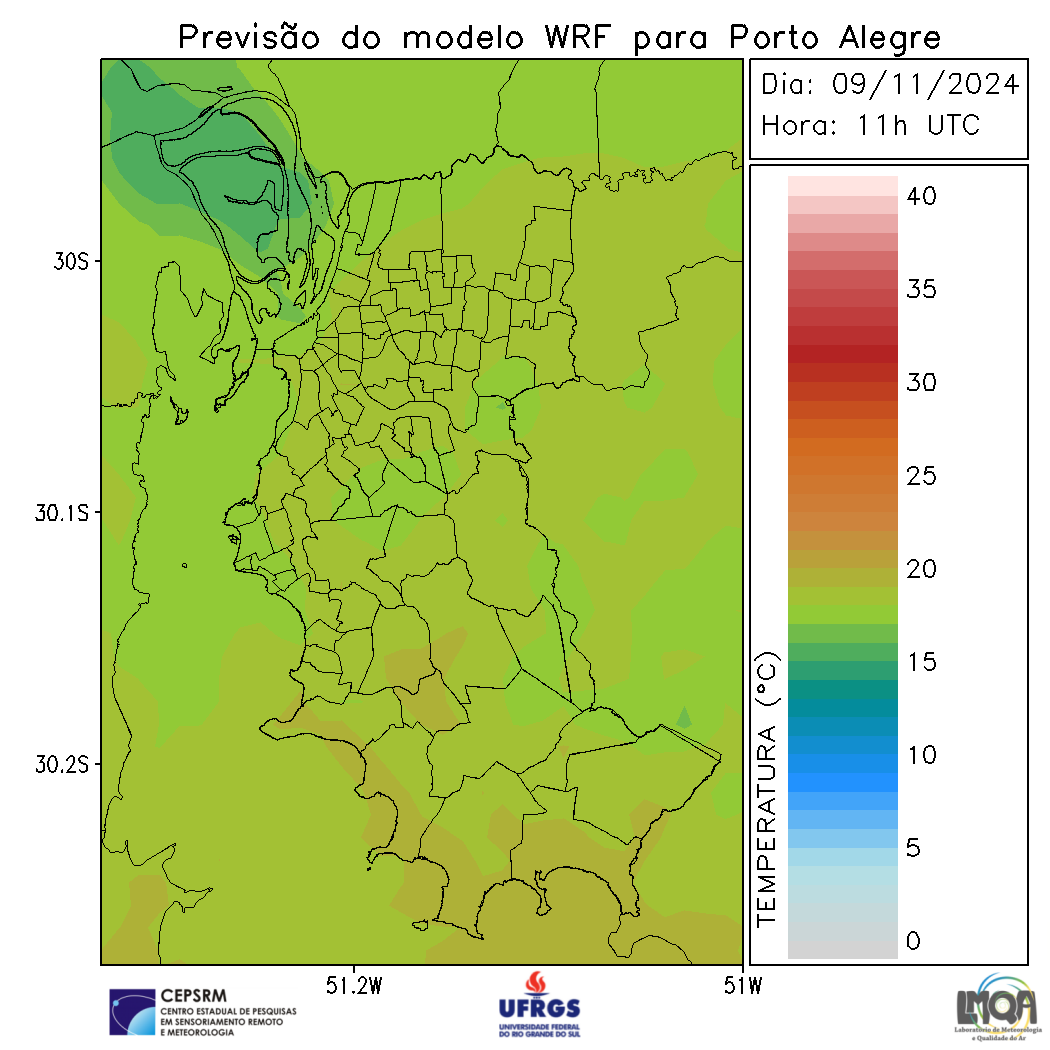 Previsão do modelo WRF para Porto Alegre
Dia: 09/11/2024
Hora: 11h UTC
40
35
30
25
20
15
10
5
0
TEMPERATURA (°C)
30S
30.1S
30.2S
51.2W
51W
CEPSRM
CENTRO ESTADUAL DE PESQUISAS
EM SENSORIAMENTO REMOTO
E METEOROLOGIA
UFRGS
UNIVERSIDADE FEDERAL
DO RIO GRANDE DO SUL
LMQA
Laboratório de Meteorologia
e Qualidade do Ar